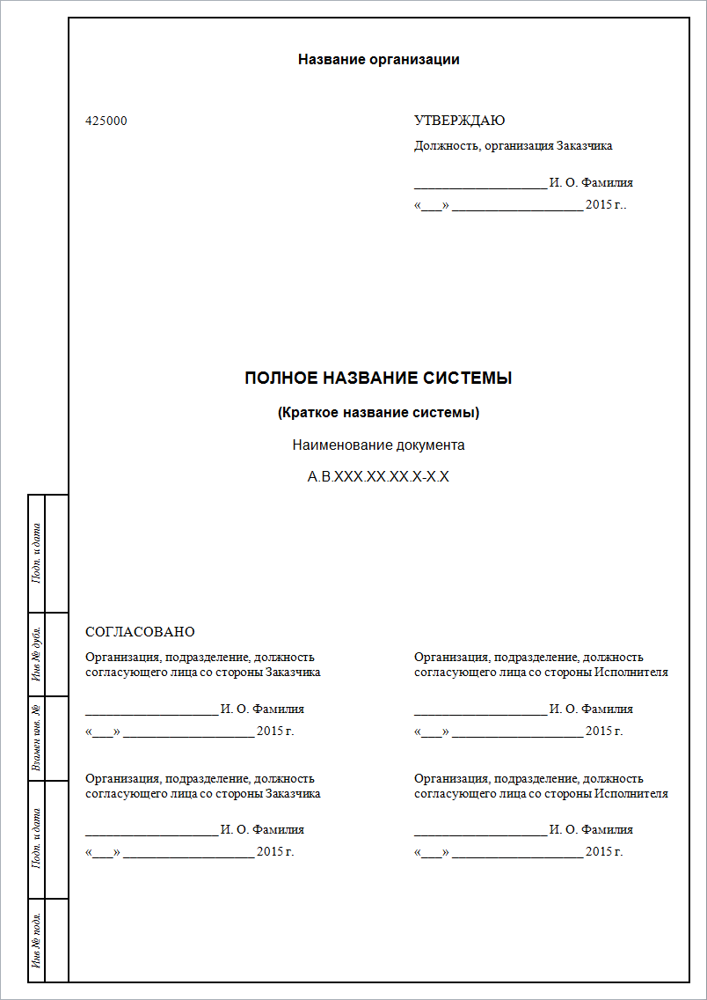 Название организации
425000
УТВЕРЖДАЮ
Должность, организация Заказчика
____________________ И. О. Фамилия
«___» ____________________ 2015 г..
ПОЛНОЕ НАЗВАНИЕ СИСТЕМЫ
(Краткое название системы)
Наименование документа
А.В.ХХХ.ХХ.ХХ.Х-Х.Х
СОГЛАСОВАНО
Организация, подразделение, должность
согласующего лица со стороны Заказчика
____________________ И. О. Фамилия
«___» ____________________ 2015 г.
Организация, подразделение, должность
согласующего лица со стороны Исполнителя
____________________ И. О. Фамилия
«___» ____________________ 2015 г.
Организация, подразделение, должность
согласующего лица со стороны Заказчика
____________________ И. О. Фамилия
«___» ____________________ 2015 г.
Организация, подразделение, должность
согласующего лица со стороны Исполнителя
____________________ И. О. Фамилия
«___» ____________________ 2015 г.
Подп. и дата
Инв № дубл.
Взамен инв. №
Подп. и дата
Инв № подл.